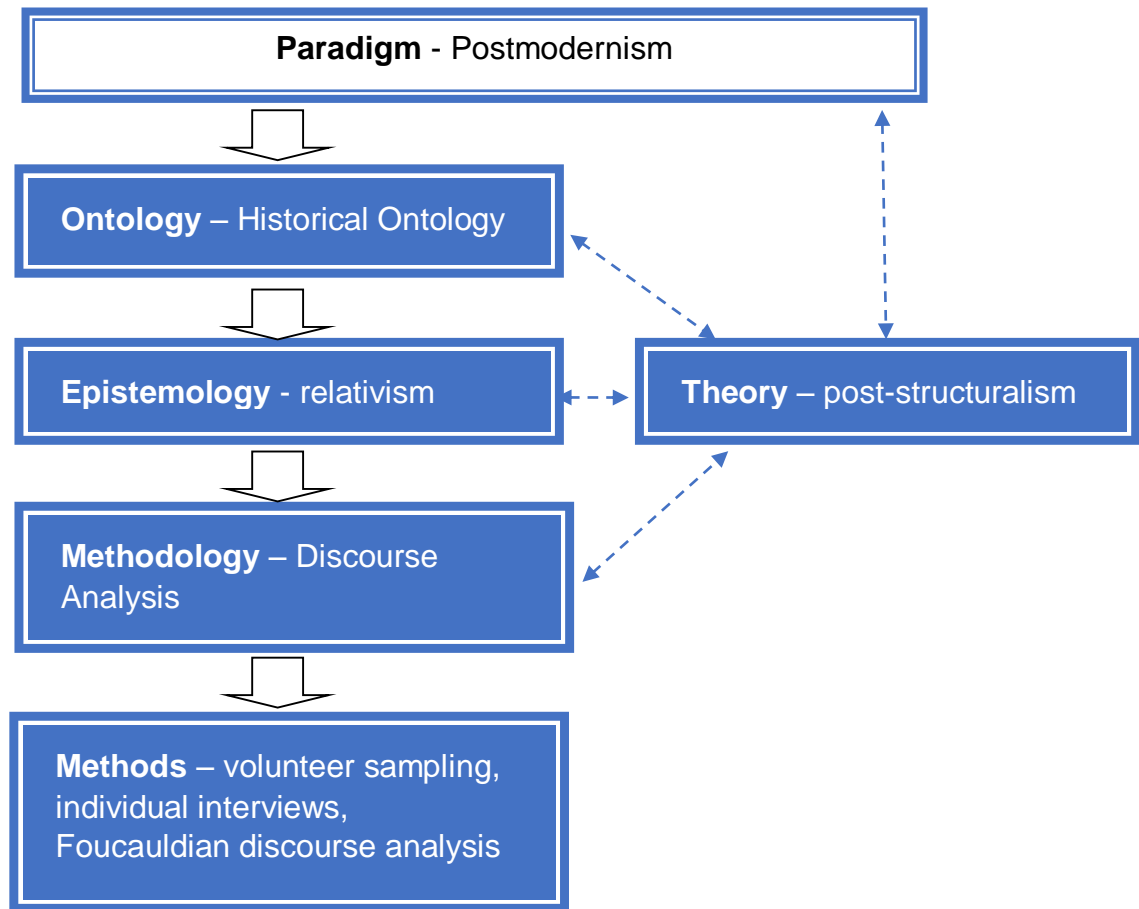 Paradigm - Postmodernism
Ontology – Historical Ontology
Epistemology - relativism
Theory – post-structuralism
Methodology – Discourse
Analysis
Methods – volunteer sampling,
individual interviews,
Foucauldian discourse analysis